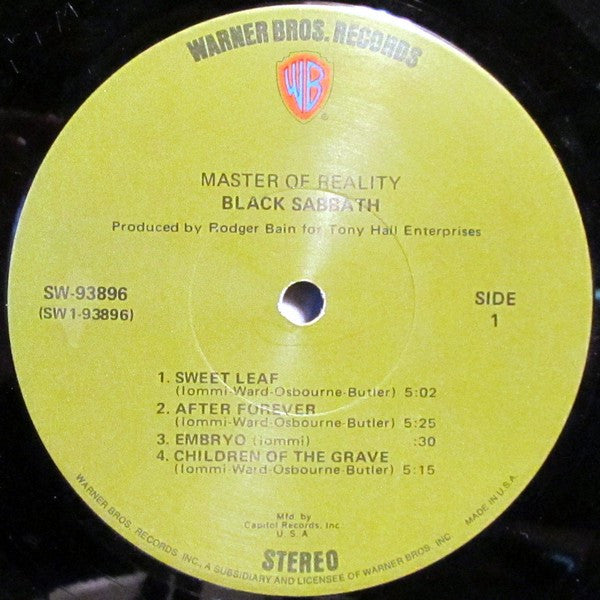 WARNER BROS. RECORDS
WB
®
MASTER OF REALITY
BLACK SABBATH
Produced by Rodger Bain for Tony Hall Enterprises
SW-93896
(SW1-93896)
SIDE
1
1. SWEET LEAF
(Iommi-Ward-Osbourne-Butler) 5:02
2. AFTER FOREVER
(Iommi-Ward-Osbourne-Butler) 5:25
3. EMBRYO (Iommi) :30
4. CHILDREN OF THE GRAVE
(Iommi-Ward-Osbourne-Butler) 5:15
Mfd. by
Capitol Records, Inc.
U. S. A
STEREO
WARNER BROS. RECORDS INC., A SUBSIDIARY AND LICENSEE OF WARNER BROS. INC. MADE IN U.S.A.